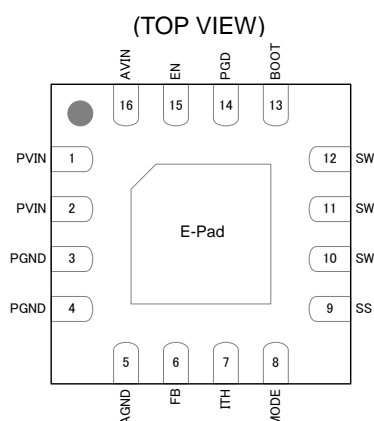 (TOP VIEW)
AVIN
EN
PGD
BOOT
16
15
14
13
PVIN 1
12 SW
PVIN 2
11 SW
E-Pad
PGND 3
10 SW
PGND 4
9 SS
5
6
7
8
AGND
FB
ITH
MODE